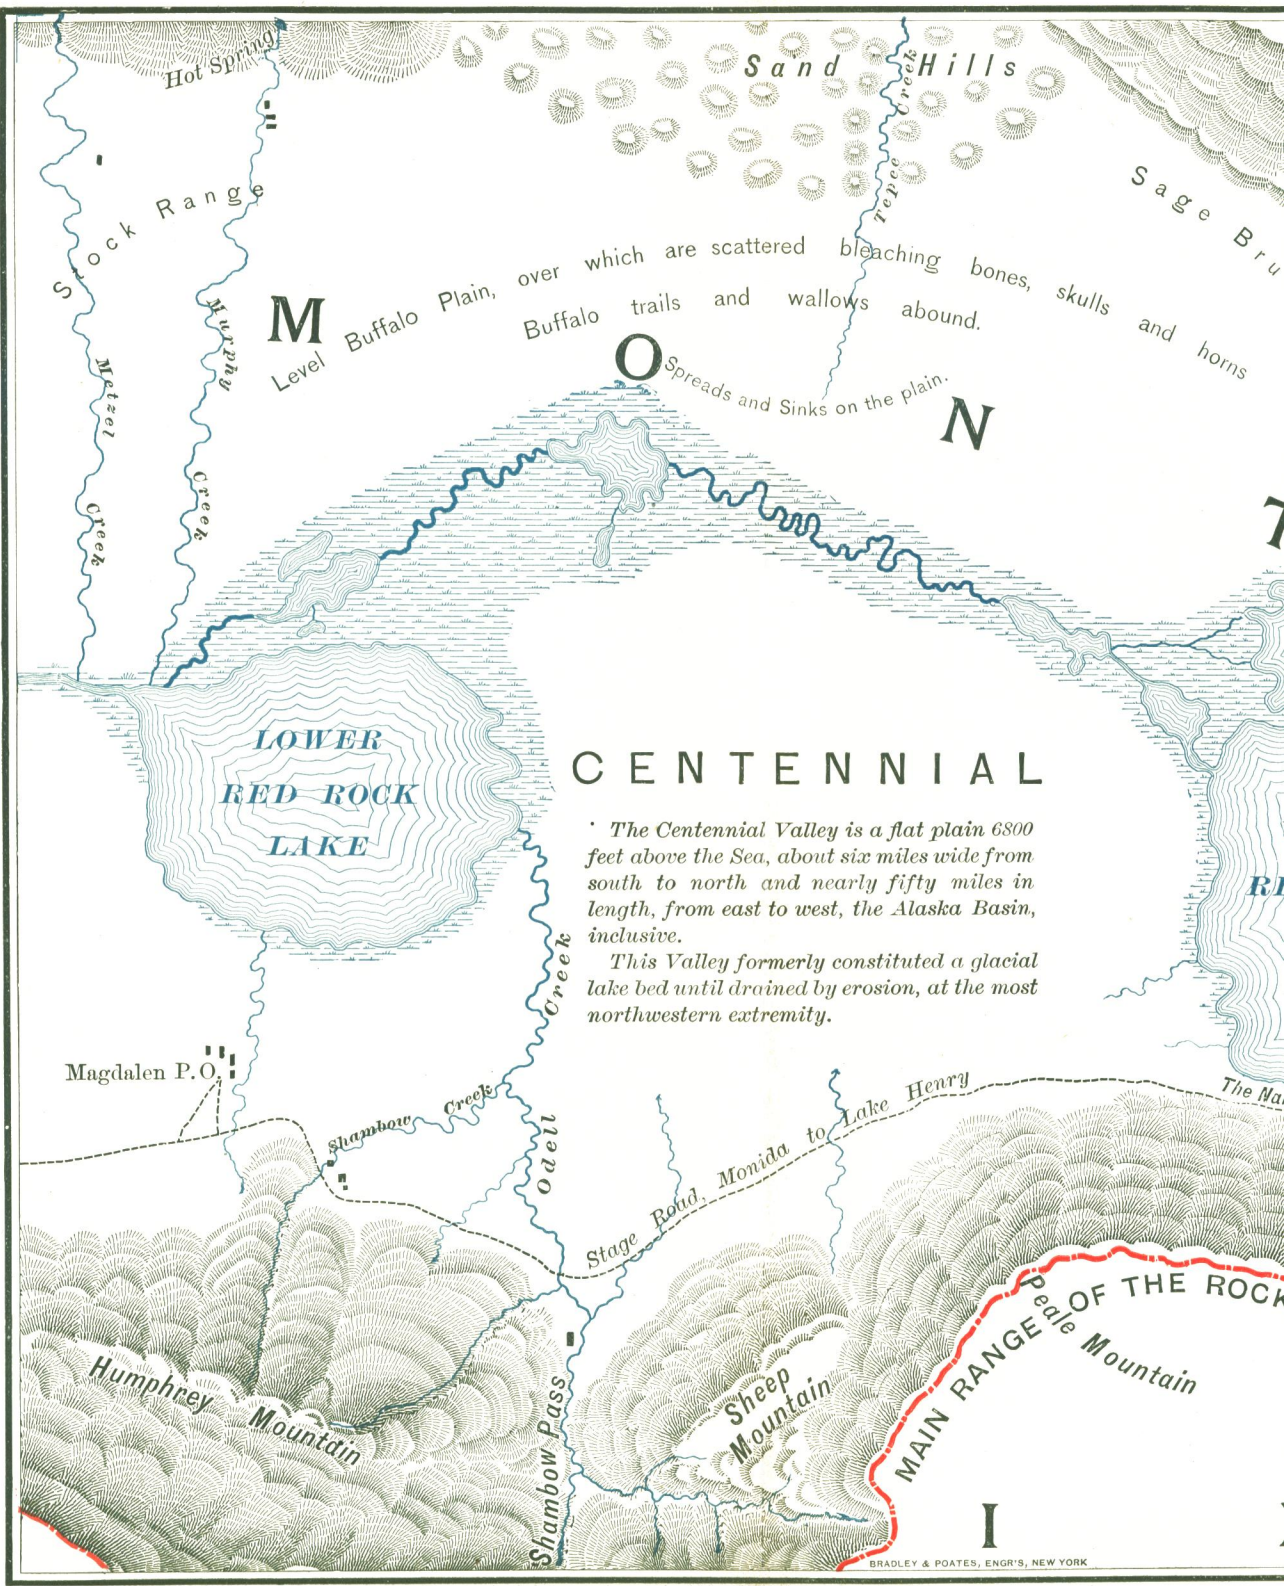 Hot Spring
Sand Hills
Tepee Creek
Stock Range
Sage Bru
Level Buffalo Plain, over which are scattered bleaching bones, skulls and horns
Buffalo trails and wallows abound.
Spreads and Sinks on the plain.
M O N T
Murphy Creek
Metzel Creek
LOWER
RED ROCK
LAKE
CENTENNIAL
The Centennial Valley is a flat plain 6800
feet above the Sea, about six miles wide from
south to north and nearly fifty miles in
length, from east to west, the Alaska Basin,
inclusive.
This Valley formerly constituted a glacial
lake bed until drained by erosion, at the most
northwestern extremity.
RE
Odell Creek
Magdalen P.O.
Shambow Creek
Stage Road, Monida to Lake Henry
The Na
Humphrey Mountain
Shambow Pass
Sheep
Mountain
Peale Mountain
MAIN RANGE OF THE ROCK
I
BRADLEY & POATES, ENGR'S, NEW YORK